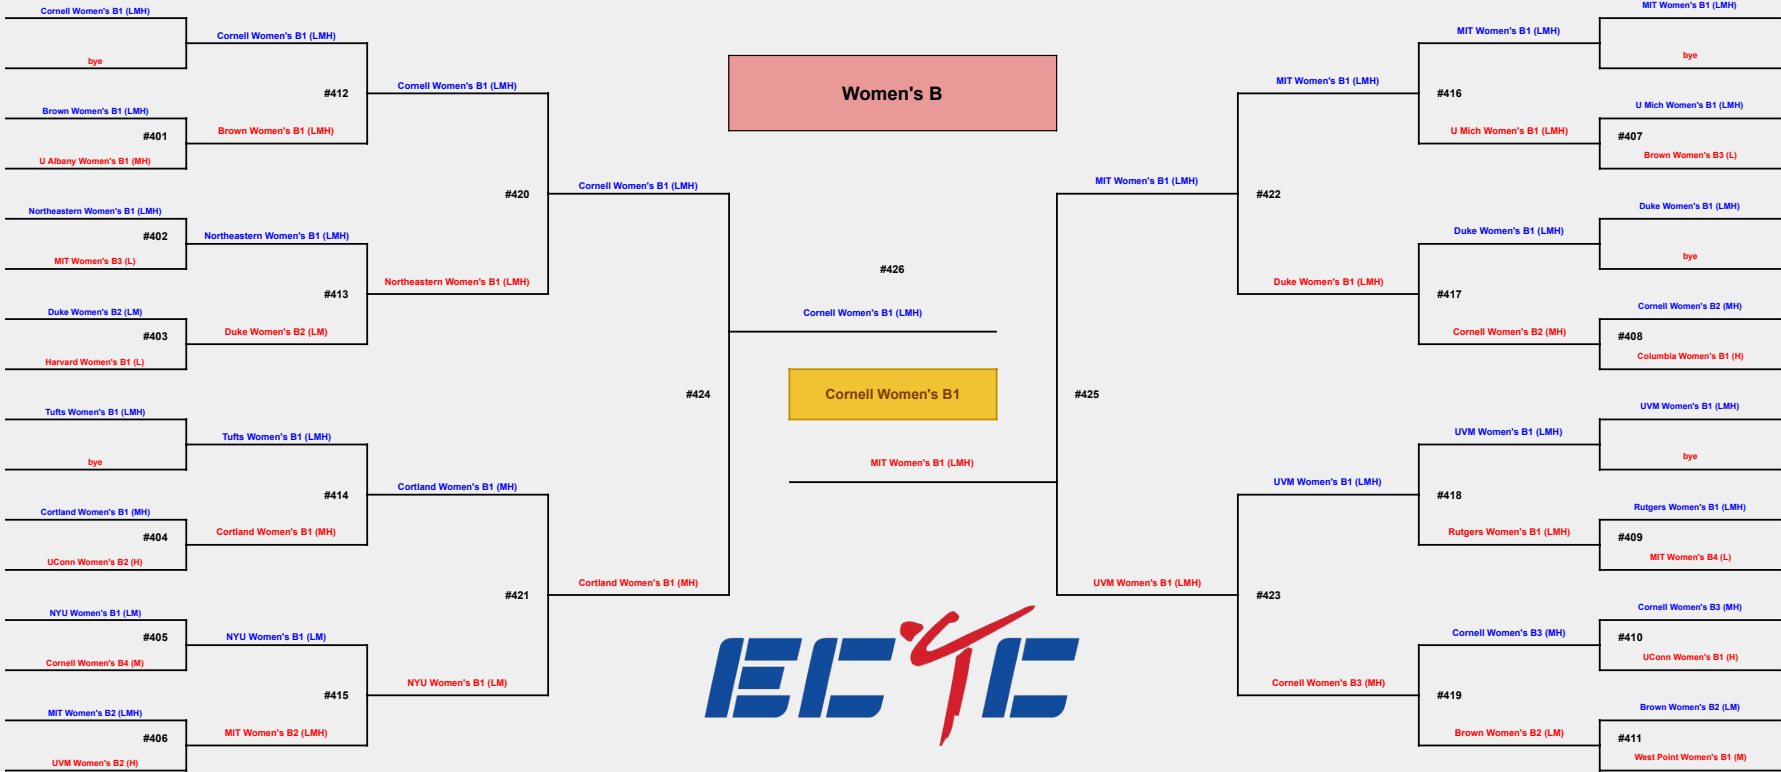 Cornell Women's B1 (LMH)
bye
Brown Women's B1 (LMH)
#401
U Albany Women's B1 (MH)
Northeastern Women's B1 (LMH)
#402
MIT Women's B3 (L)
Duke Women's B2 (LM)
#403
Harvard Women's B1 (L)
Tufts Women's B1 (LMH)
bye
Cortland Women's B1 (MH)
#404
UConn Women's B2 (H)
NYU Women's B1 (LM)
#405
Cornell Women's B4 (M)
MIT Women's B2 (LMH)
#406
UVM Women's B2 (H)
Cornell Women's B1 (LMH)
#412
Brown Women's B1 (LMH)
Northeastern Women's B1 (LMH)
#413
Duke Women's B2 (LM)
Tufts Women's B1 (LMH)
#414
Cortland Women's B1 (MH)
NYU Women's B1 (LM)
#415
MIT Women's B2 (LMH)
Cornell Women's B1 (LMH)
#420
Northeastern Women's B1 (LMH)
Cortland Women's B1 (MH)
#421
NYU Women's B1 (LM)
Cornell Women's B1 (LMH)
#424
Cortland Women's B1 (MH)
Women's B
#426
Cornell Women's B1 (LMH)
Cornell Women's B1
MIT Women's B1 (LMH)
ECTC
MIT Women's B1 (LMH)
#425
UVM Women's B1 (LMH)
MIT Women's B1 (LMH)
#422
Duke Women's B1 (LMH)
UVM Women's B1 (LMH)
#423
Cornell Women's B3 (MH)
MIT Women's B1 (LMH)
#416
U Mich Women's B1 (LMH)
Duke Women's B1 (LMH)
#417
Cornell Women's B2 (MH)
UVM Women's B1 (LMH)
#418
Rutgers Women's B1 (LMH)
Cornell Women's B3 (MH)
#419
Brown Women's B2 (LM)
MIT Women's B1 (LMH)
bye
U Mich Women's B1 (LMH)
#407
Brown Women's B3 (L)
Duke Women's B1 (LMH)
bye
Cornell Women's B2 (MH)
#408
Columbia Women's B1 (H)
UVM Women's B1 (LMH)
bye
Rutgers Women's B1 (LMH)
#409
MIT Women's B4 (L)
Cornell Women's B3 (MH)
#410
UConn Women's B1 (H)
Brown Women's B2 (LM)
#411
West Point Women's B1 (M)